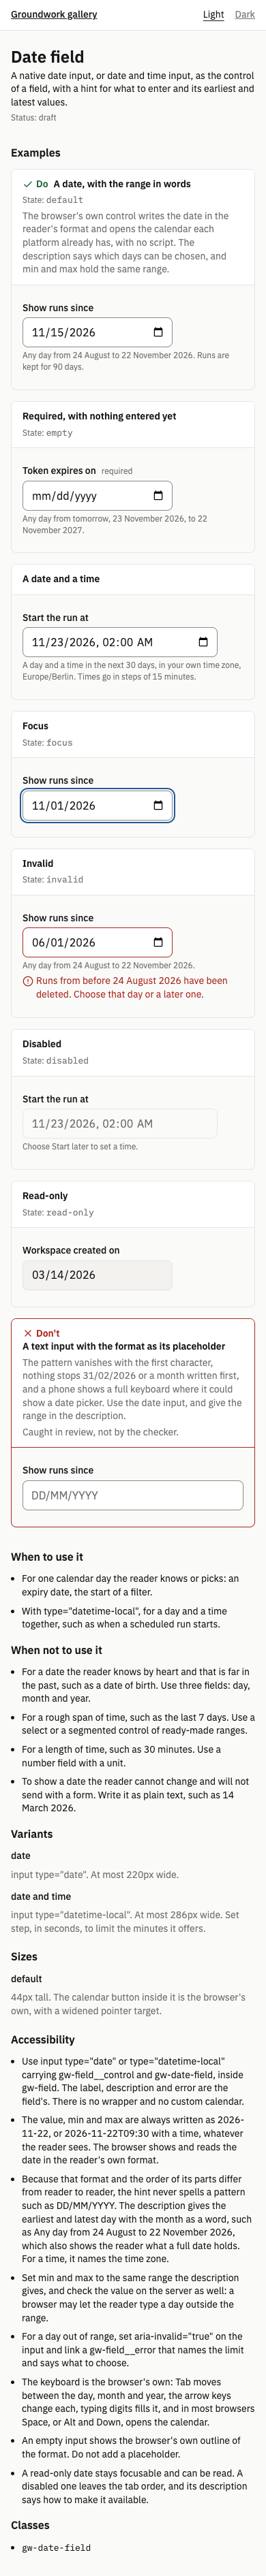 Groundwork gallery
Light
Dark
Date field
A native date input, or date and time input, as the control
of a field, with a hint for what to enter and its earliest and
latest values.
Status: draft
Examples
Do A date, with the range in words
State: default
The browser's own control writes the date in the
reader's format and opens the calendar each
platform already has, with no script. The
description says which days can be chosen, and
min and max hold the same range.
Show runs since
11/15/2026
Any day from 24 August to 22 November 2026. Runs are
kept for 90 days.
Required, with nothing entered yet
State: empty
Token expires on required
mm/dd/yyyy
Any day from tomorrow, 23 November 2026, to 22
November 2027.
A date and a time
Start the run at
11/23/2026, 02:00 AM
A day and a time in the next 30 days, in your own time zone,
Europe/Berlin. Times go in steps of 15 minutes.
Focus
State: focus
Show runs since
11/01/2026
Invalid
State: invalid
Show runs since
06/01/2026
Any day from 24 August to 22 November 2026.
Runs from before 24 August 2026 have been
deleted. Choose that day or a later one.
Disabled
State: disabled
Start the run at
11/23/2026, 02:00 AM
Choose Start later to set a time.
Read-only
State: read-only
Workspace created on
03/14/2026
Don't
A text input with the format as its placeholder
The pattern vanishes with the first character,
nothing stops 31/02/2026 or a month written first,
and a phone shows a full keyboard where it could
show a date picker. Use the date input, and give the
range in the description.
Caught in review, not by the checker.
Show runs since
DD/MM/YYYY
When to use it
• For one calendar day the reader knows or picks: an
expiry date, the start of a filter.
• With type="datetime-local", for a day and a time
together, such as when a scheduled run starts.
When not to use it
• For a date the reader knows by heart and that is far in
the past, such as a date of birth. Use three fields: day,
month and year.
• For a rough span of time, such as the last 7 days. Use a
select or a segmented control of ready-made ranges.
• For a length of time, such as 30 minutes. Use a
number field with a unit.
• To show a date the reader cannot change and will not
send with a form. Write it as plain text, such as 14
March 2026.
Variants
date
input type="date". At most 220px wide.
date and time
input type="datetime-local". At most 286px wide. Set
step, in seconds, to limit the minutes it offers.
Sizes
default
44px tall. The calendar button inside it is the browser's
own, with a widened pointer target.
Accessibility
• Use input type="date" or type="datetime-local"
carrying gw-field__control and gw-date-field, inside
gw-field. The label, description and error are the
field's. There is no wrapper and no custom calendar.
• The value, min and max are always written as 2026-
11-22, or 2026-11-22T09:30 with a time, whatever
the reader sees. The browser shows and reads the
date in the reader's own format.
• Because that format and the order of its parts differ
from reader to reader, the hint never spells a pattern
such as DD/MM/YYYY. The description gives the
earliest and latest day with the month as a word, such
as Any day from 24 August to 22 November 2026,
which also shows the reader what a full date holds.
For a time, it names the time zone.
• Set min and max to the same range the description
gives, and check the value on the server as well: a
browser may let the reader type a day outside the
range.
• For a day out of range, set aria-invalid="true" on the
input and link a gw-field__error that names the limit
and says what to choose.
• The keyboard is the browser's own: Tab moves
between the day, month and year, the arrow keys
change each, typing digits fills it, and in most browsers
Space, or Alt and Down, opens the calendar.
• An empty input shows the browser's own outline of
the format. Do not add a placeholder.
• A read-only date stays focusable and can be read. A
disabled one leaves the tab order, and its description
says how to make it available.
Classes
• gw-date-field